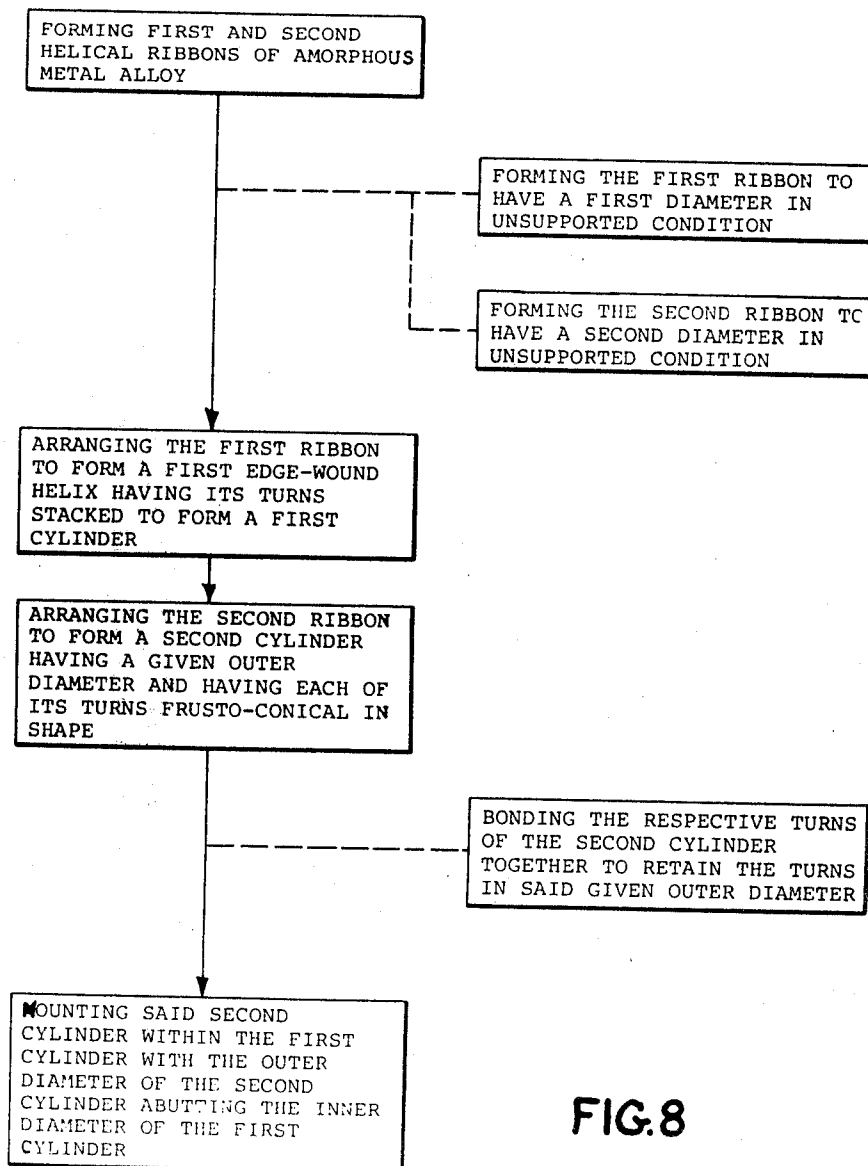 FORMING FIRST AND SECOND
HELICAL RIBBONS OF AMORPHOUS
METAL ALLOY
FORMING THE FIRST RIBBON TO
HAVE A FIRST DIAMETER IN
UNSUPPORTED CONDITION
FORMING THE SECOND RIBBON TO
HAVE A SECOND DIAMETER IN
UNSUPPORTED CONDITION
ARRANGING THE FIRST RIBBON
TO FORM A FIRST EDGE-WOUND
HELIX HAVING ITS TURNS
STACKED TO FORM A FIRST
CYLINDER
ARRANGING THE SECOND RIBBON
TO FORM A SECOND CYLINDER
HAVING A GIVEN OUTER
DIAMETER AND HAVING EACH OF
ITS TURNS FRUSTO-CONICAL IN
SHAPE
BONDING THE RESPECTIVE TURNS
OF THE SECOND CYLINDER
TOGETHER TO RETAIN THE TURNS
IN SAID GIVEN OUTER DIAMETER
MOUNTING SAID SECOND
CYLINDER WITHIN THE FIRST
CYLINDER WITH THE OUTER
DIAMETER OF THE SECOND
CYLINDER ABUTTING THE INNER
DIAMETER OF THE FIRST
CYLINDER
FIG.8